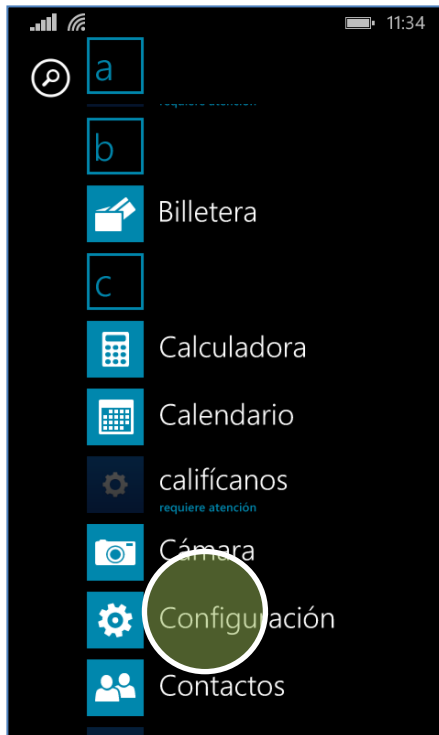 11:34
a
requiere atención
b
Billetera
c
Calculadora
Calendario
califícanos
requiere atención
Cámara
Configuración
Contactos